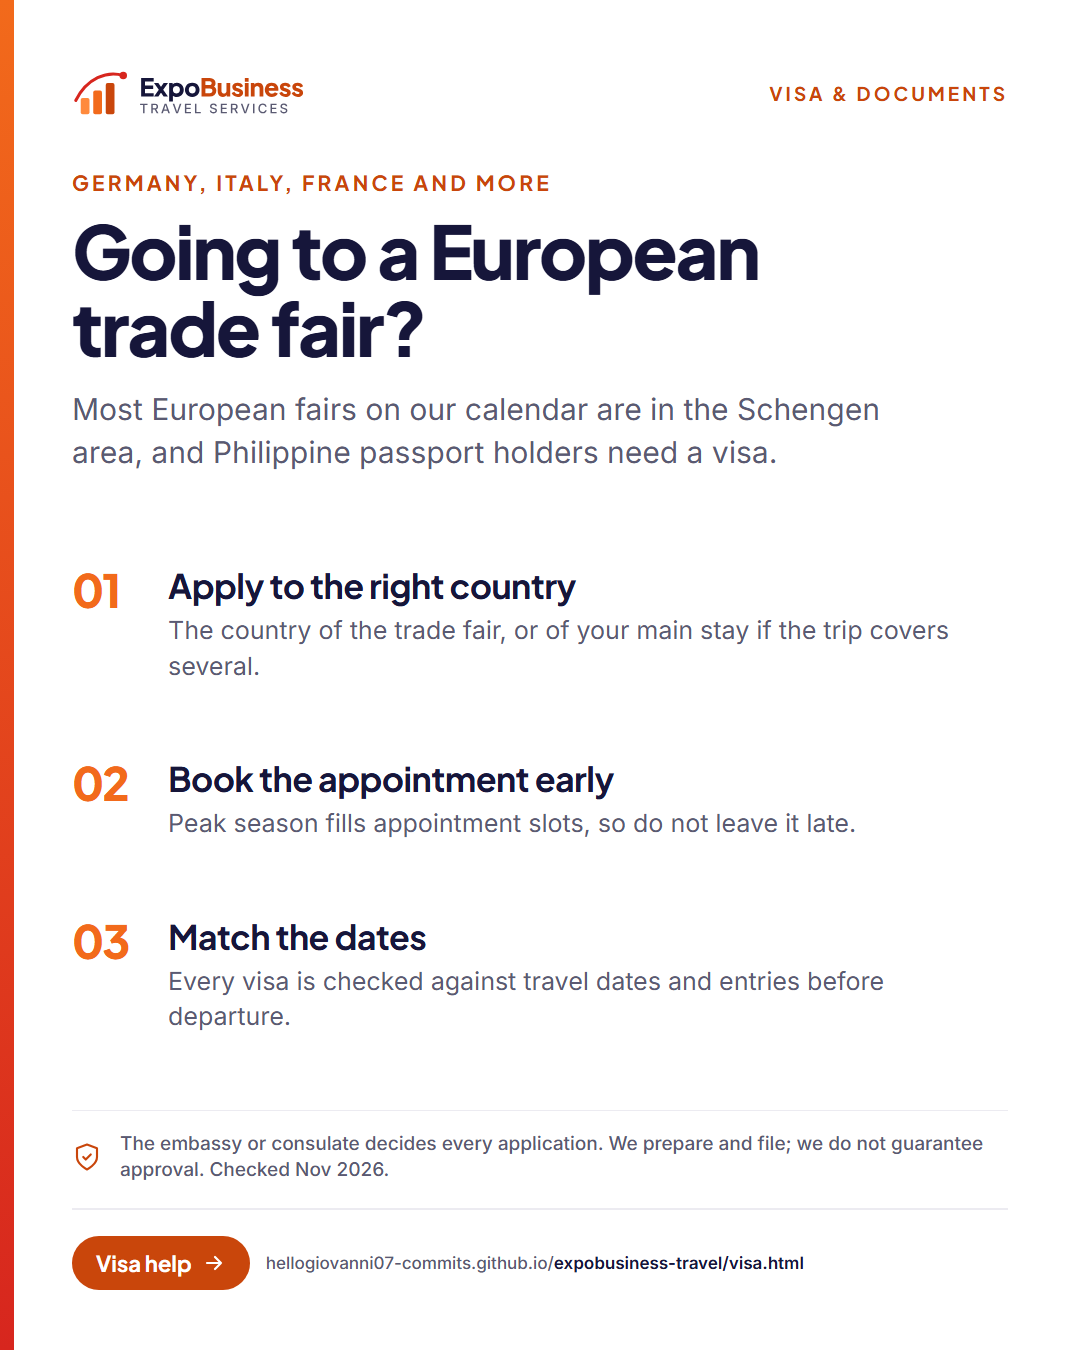 ExpoBusiness
TRAVEL SERVICES
VISA & DOCUMENTS
GERMANY, ITALY, FRANCE AND MORE
Going to a European
trade fair?
Most European fairs on our calendar are in the Schengen
area, and Philippine passport holders need a visa.
01
Apply to the right country
The country of the trade fair, or of your main stay if the trip covers
several.
02
Book the appointment early
Peak season fills appointment slots, so do not leave it late.
03
Match the dates
Every visa is checked against travel dates and entries before
departure.
The embassy or consulate decides every application. We prepare and file; we do not guarantee
approval. Checked Nov 2026.
Visa help →
hellogiovanni07-commits.github.io/expobusiness-travel/visa.html